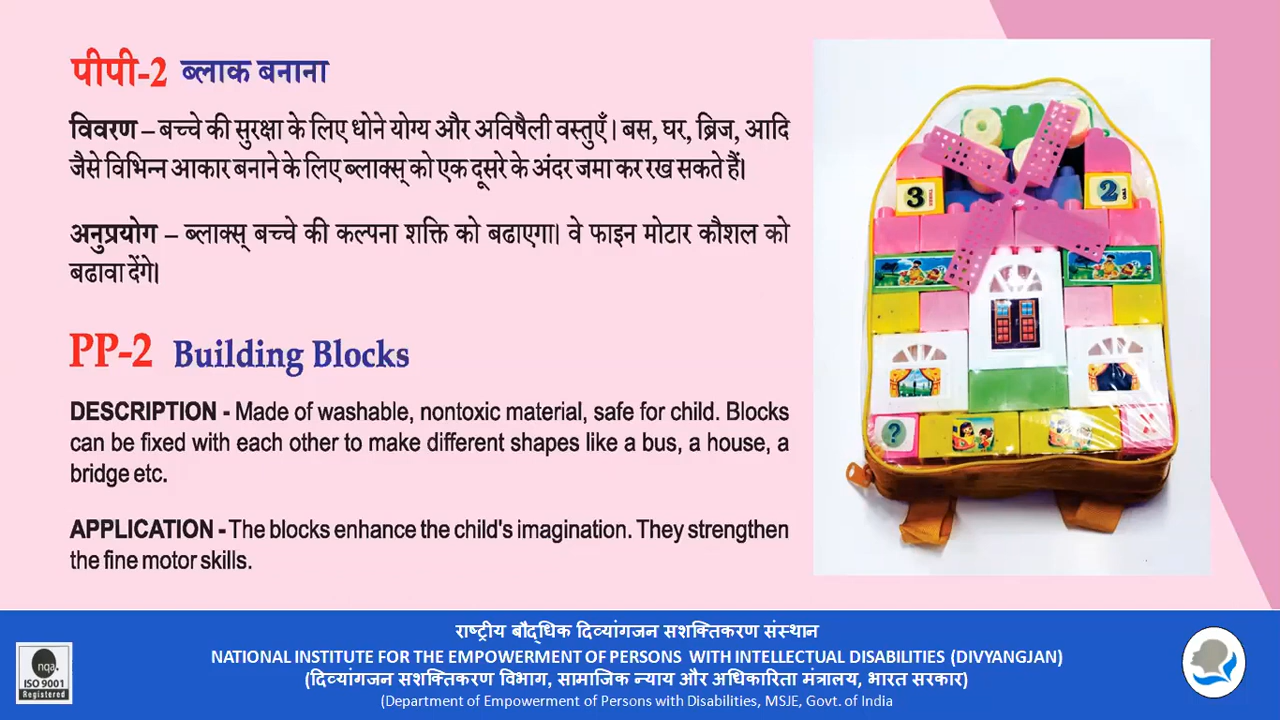 पीपी-2 ब्लाक बनाना
विवरण – बच्चे की सुरक्षा के लिए धोने योग्य और अविषैली वस्तुएँ। बस, घर, ब्रिज, आदि
जैसे विभिन्न आकार बनाने के लिए ब्लाक्स् को एक दूसरे के अंदर जमा कर रख सकते हैं।
अनुप्रयोग – ब्लाक्स् बच्चे की कल्पना शक्ति को बढाएगा। वे फाइन मोटार कौशल को
बढावा देंगे।
PP-2 Building Blocks
DESCRIPTION - Made of washable, nontoxic material, safe for child. Blocks
can be fixed with each other to make different shapes like a bus, a house, a
bridge etc.
APPLICATION - The blocks enhance the child's imagination. They strengthen
the fine motor skills.
3
THREE
2
TWO
?
राष्ट्रीय बौद्धिक दिव्यांगजन सशक्तिकरण संस्थान
NATIONAL INSTITUTE FOR THE EMPOWERMENT OF PERSONS WITH INTELLECTUAL DISABILITIES (DIVYANGJAN)
(दिव्यांगजन सशक्तिकरण विभाग, सामाजिक न्याय और अधिकारिता मंत्रालय, भारत सरकार)
(Department of Empowerment of Persons with Disabilities, MSJE, Govt. of India
nqa.
ISO 9001
Registered